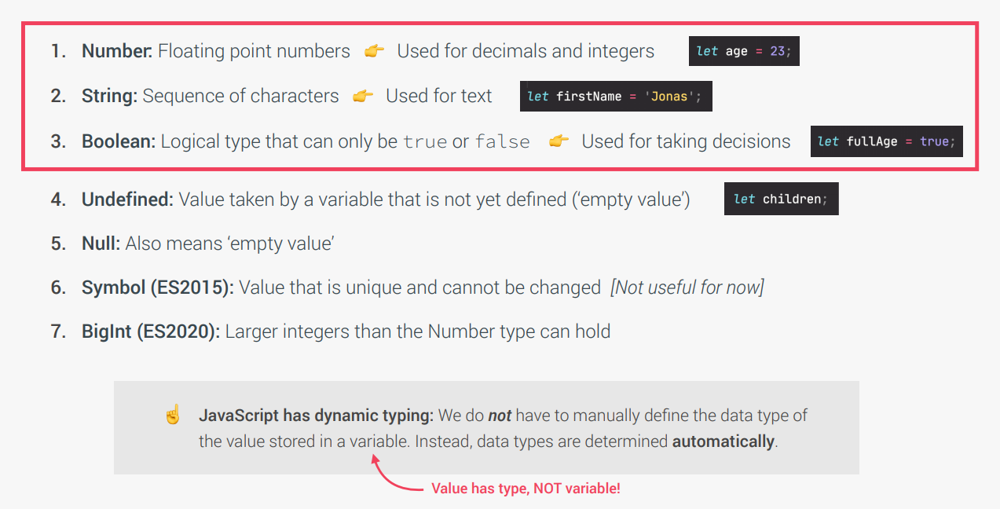 1. Number: Floating point numbers 👉 Used for decimals and integers let age = 23;
2. String: Sequence of characters 👉 Used for text let firstName = 'Jonas';
3. Boolean: Logical type that can only be true or false 👉 Used for taking decisions let fullAge = true;
4. Undefined: Value taken by a variable that is not yet defined (‘empty value’) let children;
5. Null: Also means ‘empty value’
6. Symbol (ES2015): Value that is unique and cannot be changed [Not useful for now]
7. BigInt (ES2020): Larger integers than the Number type can hold
☝️ JavaScript has dynamic typing: We do not have to manually define the data type of
the value stored in a variable. Instead, data types are determined automatically.
Value has type, NOT variable!